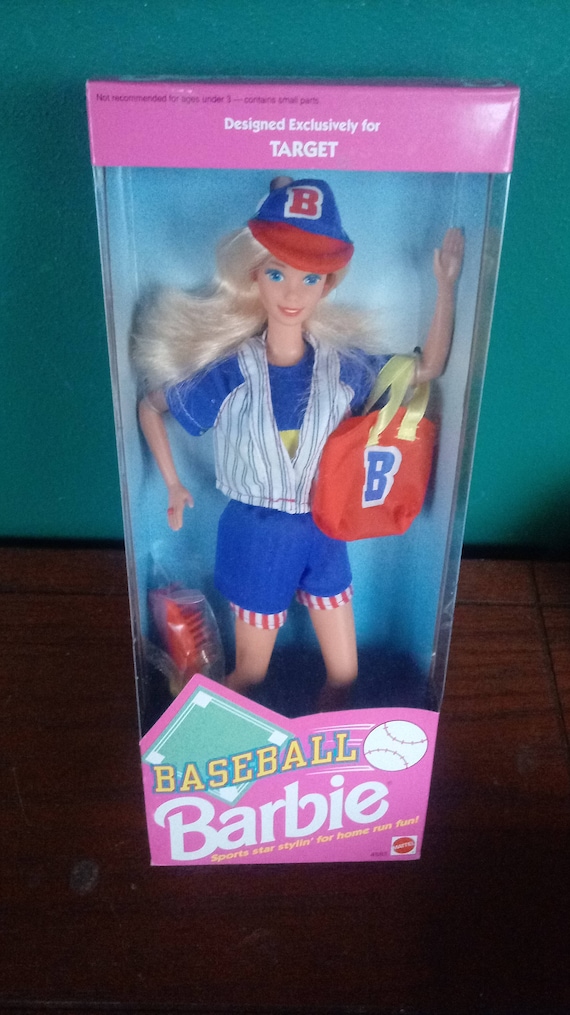 Not recommended for ages under 3 — contains small parts.
Designed Exclusively for
TARGET
B
B
BASEBALL
Barbie
Sports star stylin' for home run fun!
MATTEL